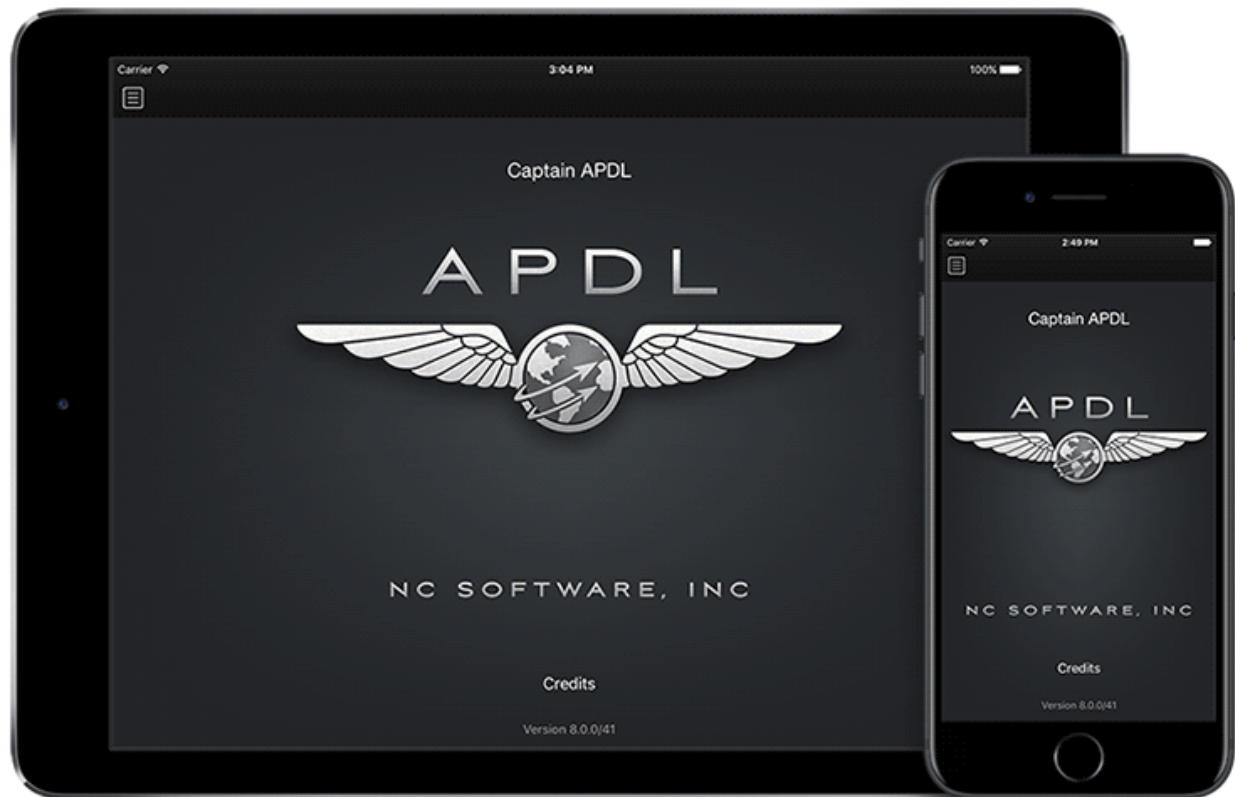 Carrier
3:04 PM
100%
Captain APDL
APDL
NC SOFTWARE, INC
Credits
Version 8.0.0/41
Carrier
2:49 PM
Captain APDL
APDL
NC SOFTWARE, INC
Credits
Version 8.0.0/41